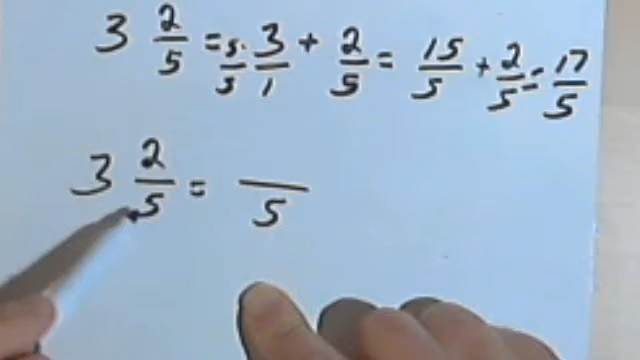 3 2/5 = 5/5 · 3/1 + 2/5 = 15/5 + 2/5 = 17/5
3 2/5 = __/5